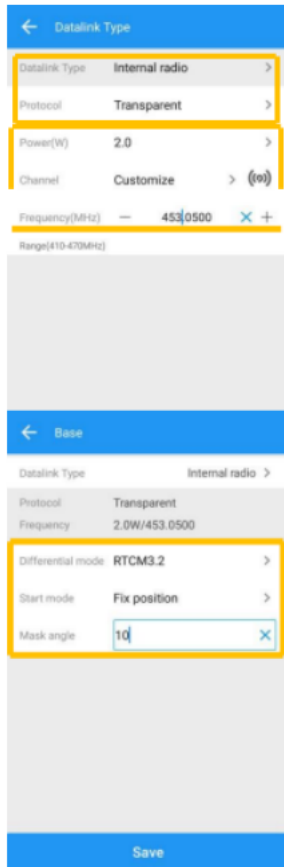 Datalink Type
Datalink Type Internal radio >
Protocol Transparent >
Power(W) 2.0 >
Channel Customize >
Frequency(MHz) — 453.0500 × +
Range(410-470MHz)
Base
Datalink Type Internal radio >
Protocol Transparent
Frequency 2.0W/453.0500
Differential mode RTCM3.2 >
Start mode Fix position >
Mask angle 10 ×
Save